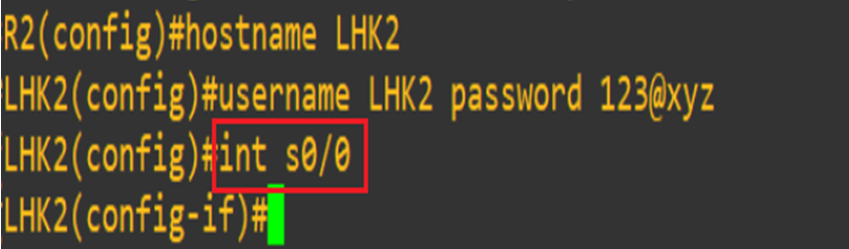 R2(config)#hostname LHK2
LHK2(config)#username LHK2 password 123@xyz
LHK2(config)#int s0/0
LHK2(config-if)#